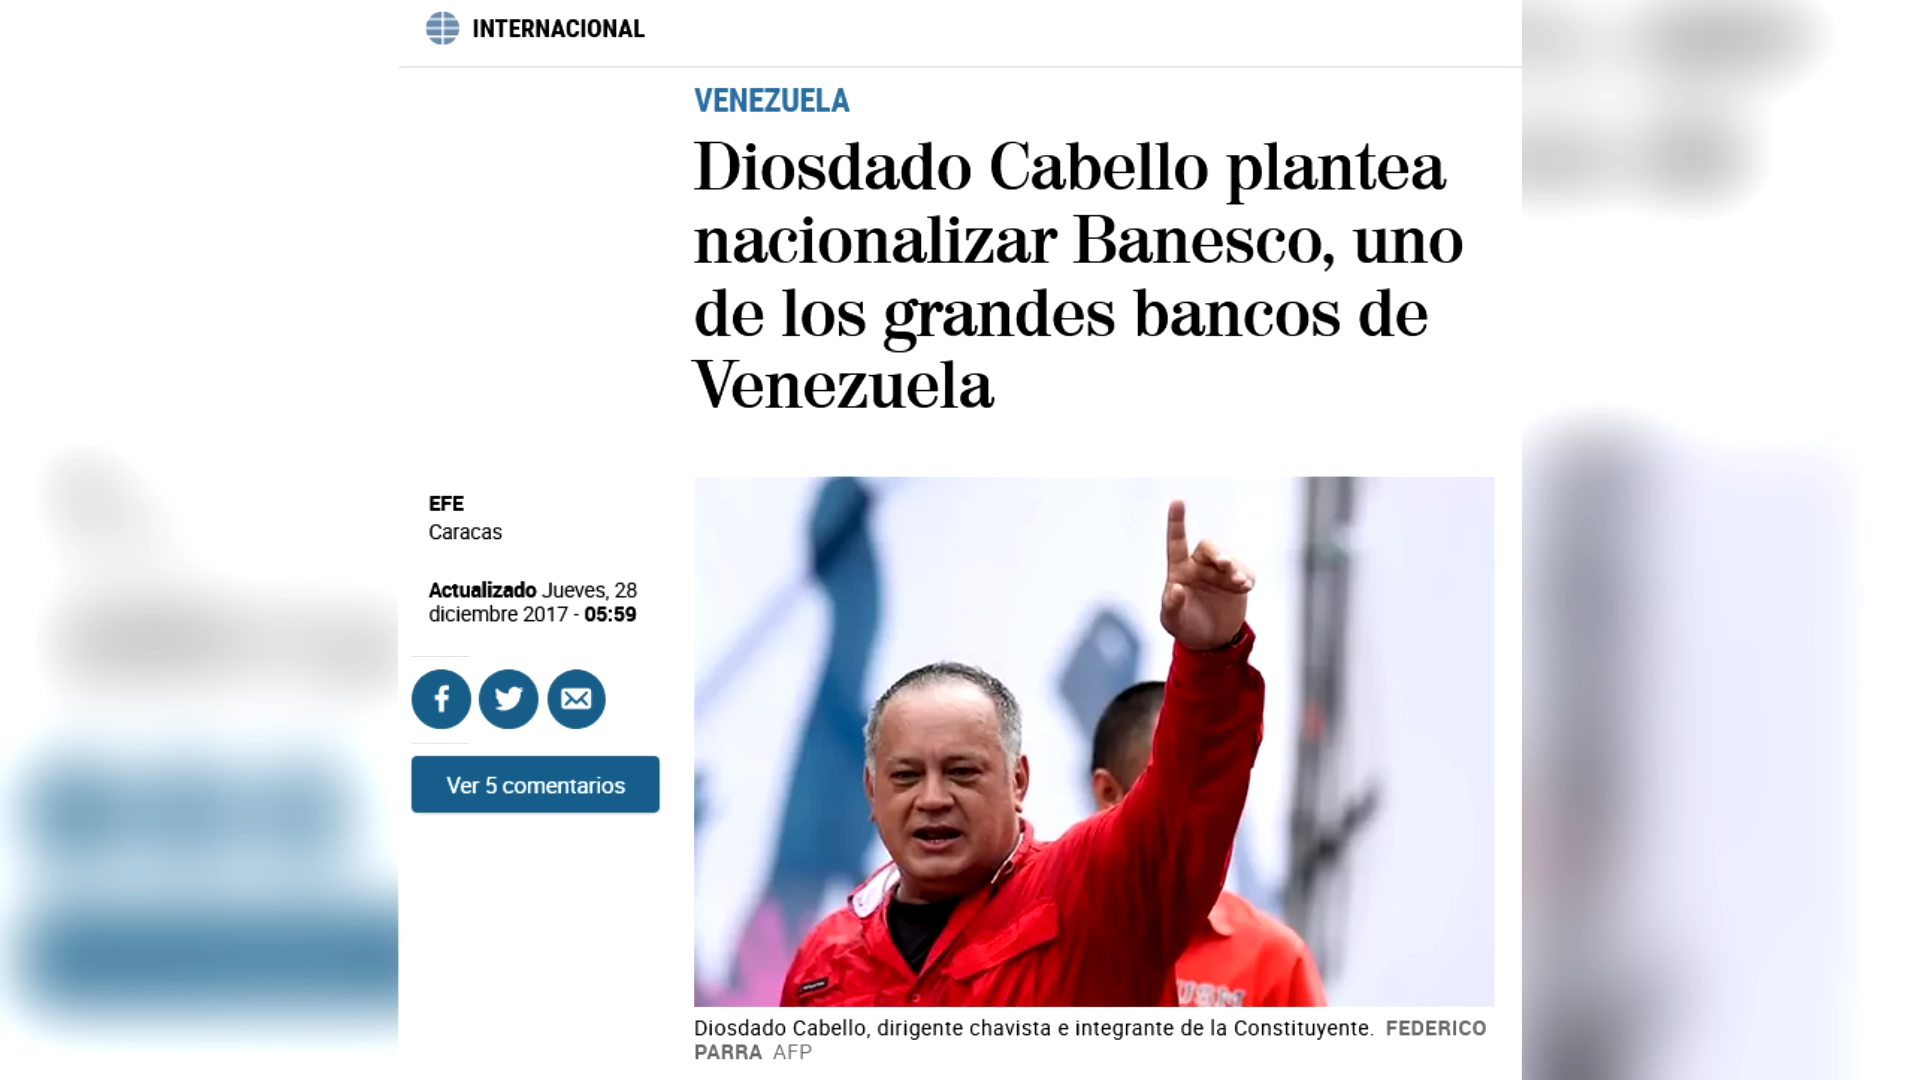 INTERNACIONAL
VENEZUELA
Diosdado Cabello plantea
nacionalizar Banesco, uno
de los grandes bancos de
Venezuela
EFE
Caracas
Actualizado Jueves, 28
diciembre 2017 - 05:59
Ver 5 comentarios
Diosdado Cabello, dirigente chavista e integrante de la Constituyente. FEDERICO
PARRA AFP